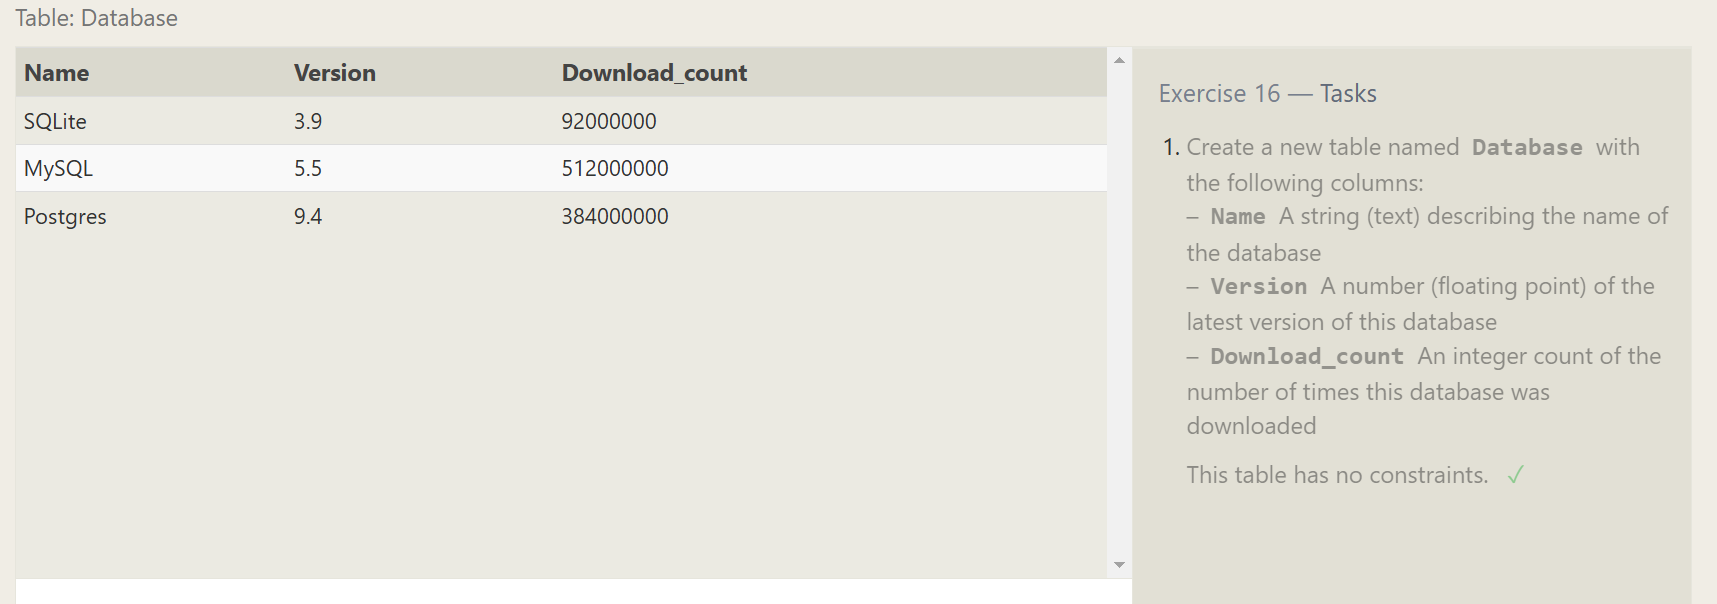 Table: Database
Name Version Download_count
SQLite 3.9 92000000
MySQL 5.5 512000000
Postgres 9.4 384000000
Exercise 16 — Tasks
1. Create a new table named Database with
the following columns:
– Name A string (text) describing the name of
the database
– Version A number (floating point) of the
latest version of this database
– Download_count An integer count of the
number of times this database was
downloaded
This table has no constraints. ✓